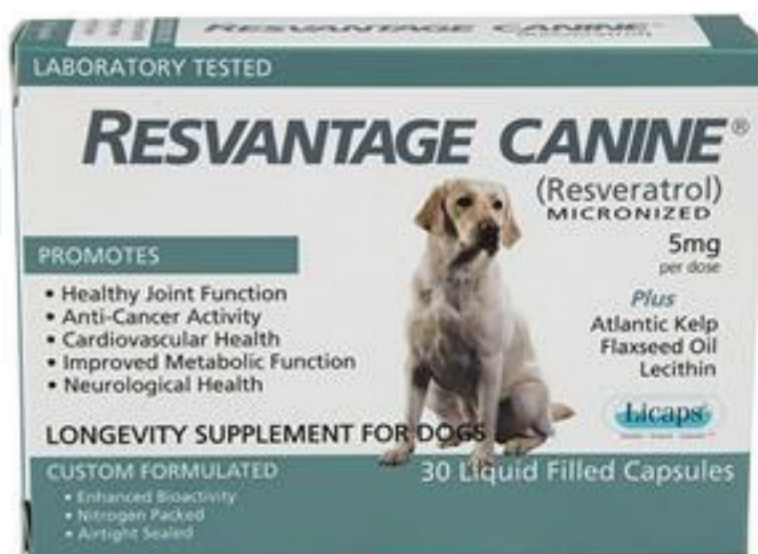 RESVANTAGE CANINE
LABORATORY TESTED
RESVANTAGE CANINE®
(Resveratrol)
MICRONIZED
5mg
per dose
PROMOTES
• Healthy Joint Function
• Anti-Cancer Activity
• Cardiovascular Health
• Improved Metabolic Function
• Neurological Health
Plus
Atlantic Kelp
Flaxseed Oil
Lecithin
Licaps
LONGEVITY SUPPLEMENT FOR DOGS
CUSTOM FORMULATED
• Enhanced Bioactivity
• Nitrogen Packed
• Airtight Sealed
30 Liquid Filled Capsules